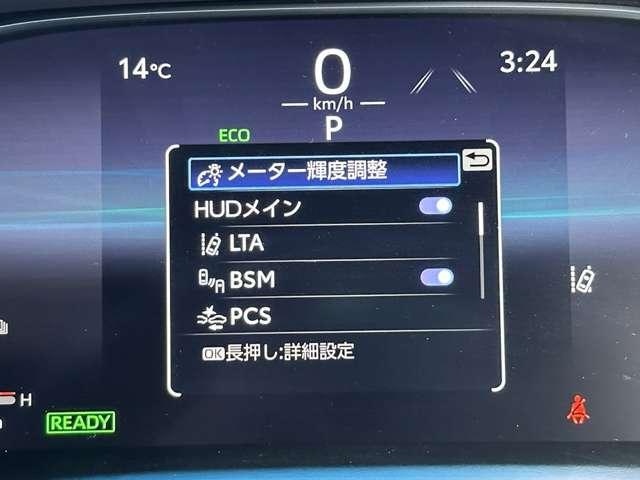 14℃
0
3:24
km/h
P
ECO
メーター輝度調整
HUDメイン
LTA
BSM
PCS
OK長押し:詳細設定
H
READY